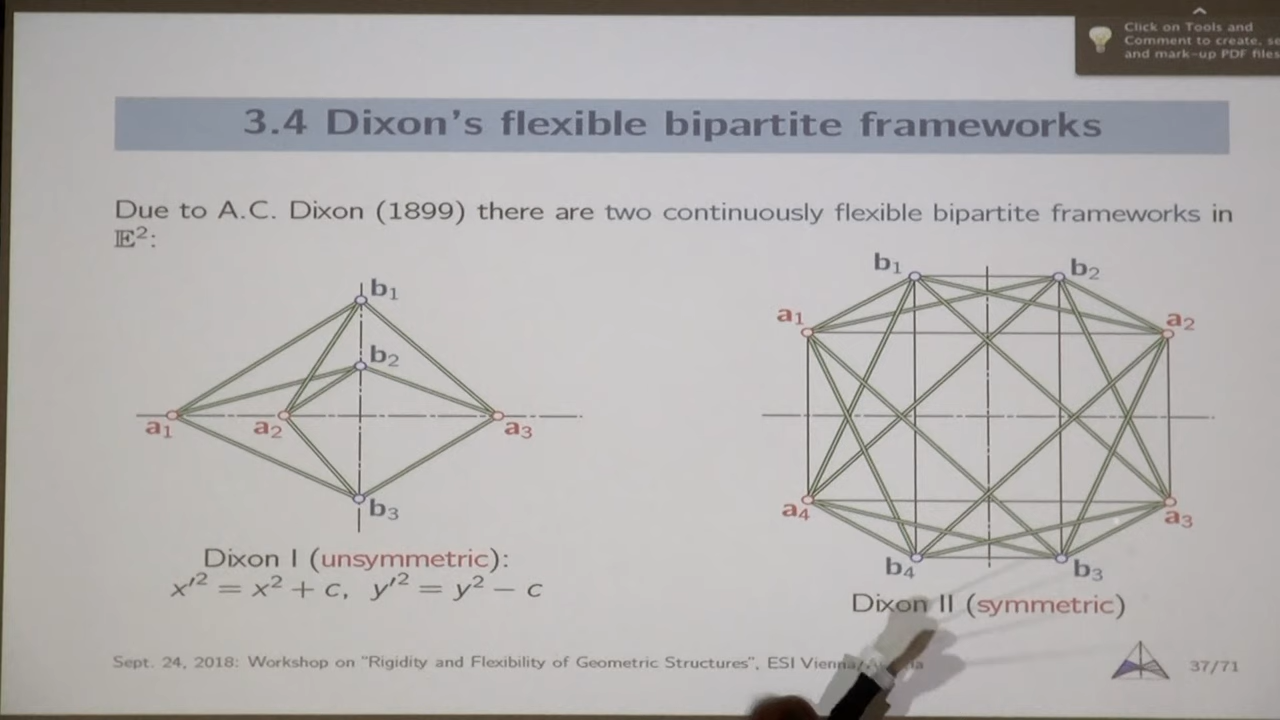 Click on Tools and
Comment to create,
and mark-up PDF files
3.4 Dixon's flexible bipartite frameworks
Due to A.C. Dixon (1899) there are two continuously flexible bipartite frameworks in
𝔼²:
b₁
b₂
a₁
a₂
a₃
b₃
b₁
b₂
a₁
a₂
a₄
a₃
b₄
b₃
Dixon I (unsymmetric):
x′² = x² + c, y′² = y² − c
Dixon II (symmetric)
Sept. 24, 2018: Workshop on "Rigidity and Flexibility of Geometric Structures", ESI Vienna/
37/71